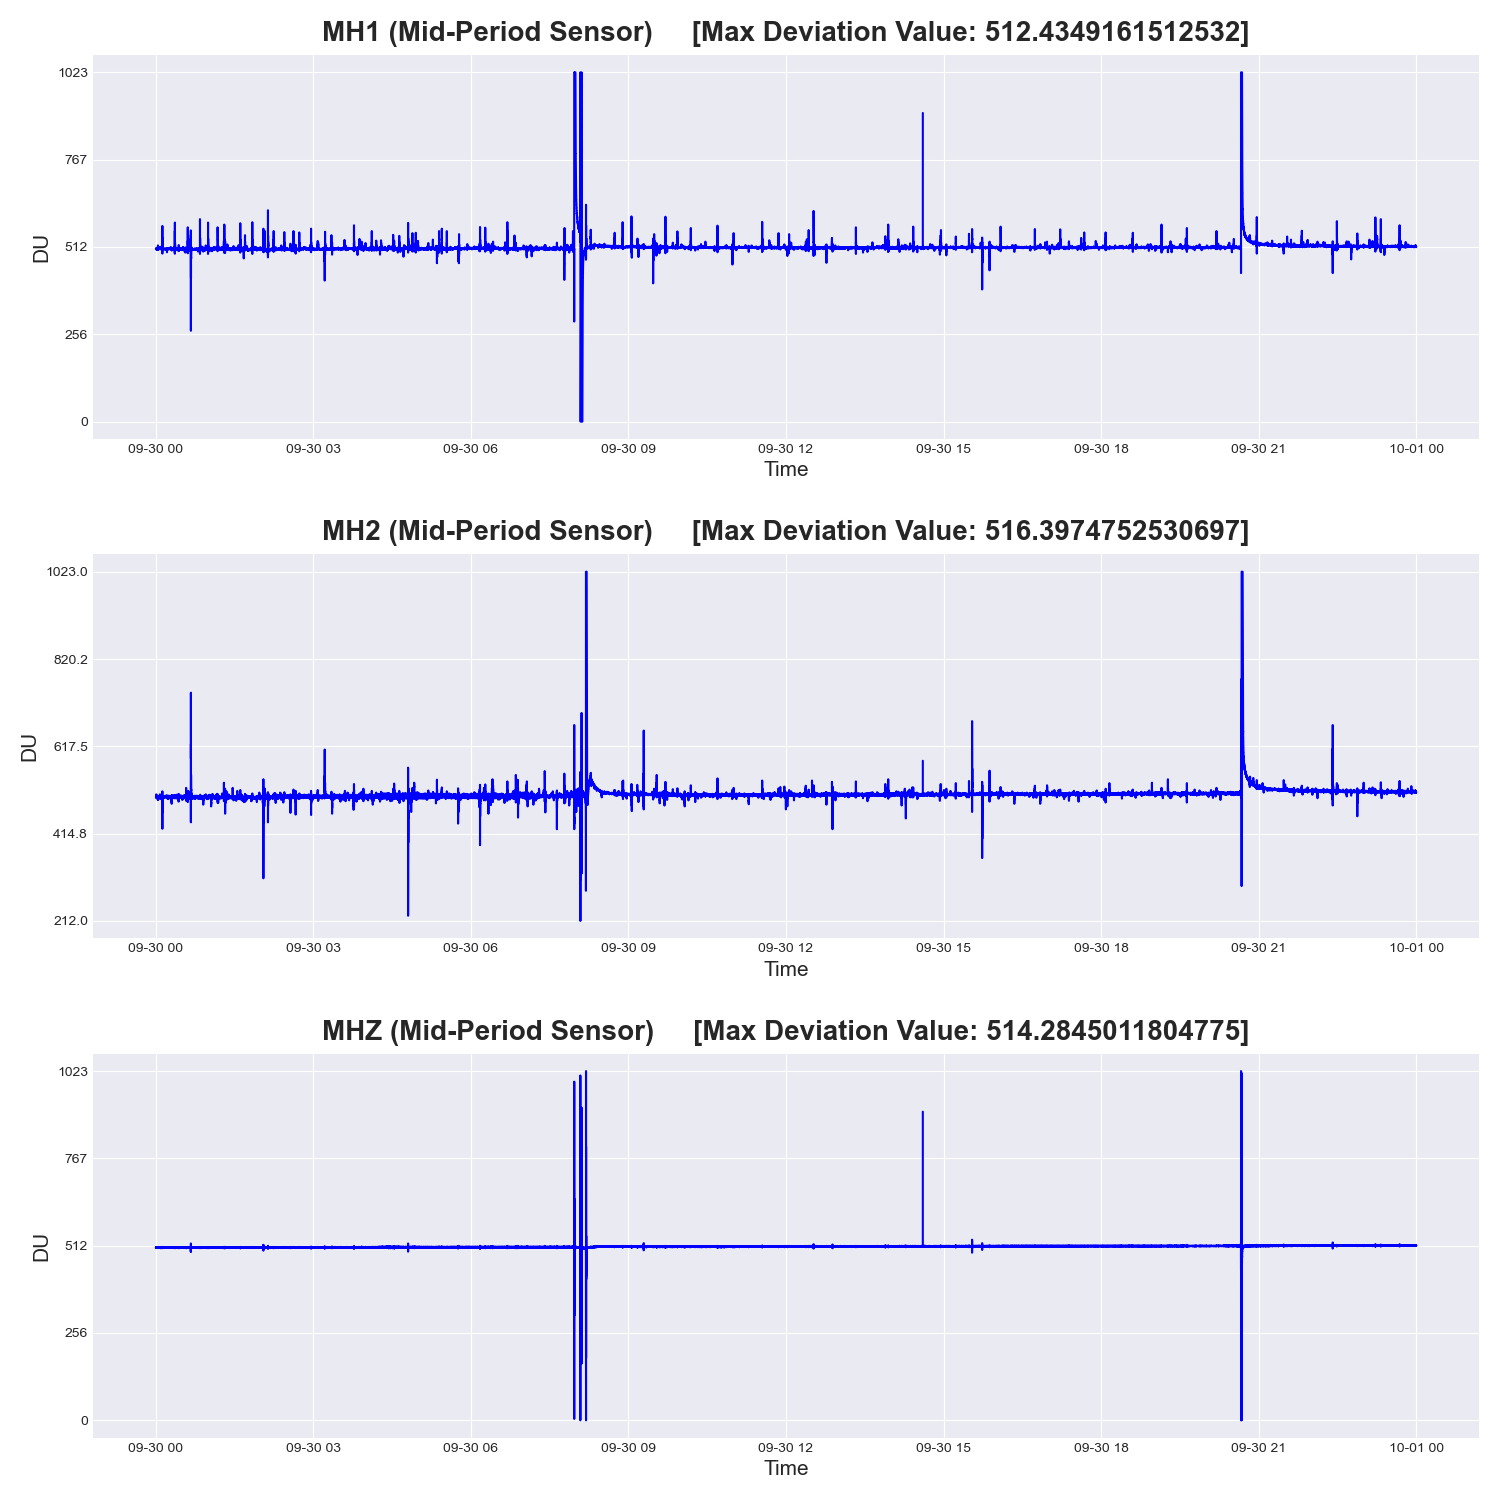 MH1 (Mid-Period Sensor) [Max Deviation Value: 512.4349161512532]
1023
767
512
256
0
DU
09-30 00 09-30 03 09-30 06 09-30 09 09-30 12 09-30 15 09-30 18 09-30 21 10-01 00
Time
MH2 (Mid-Period Sensor) [Max Deviation Value: 516.3974752530697]
1023.0
820.2
617.5
414.8
212.0
DU
09-30 00 09-30 03 09-30 06 09-30 09 09-30 12 09-30 15 09-30 18 09-30 21 10-01 00
Time
MHZ (Mid-Period Sensor) [Max Deviation Value: 514.2845011804775]
1023
767
512
256
0
DU
09-30 00 09-30 03 09-30 06 09-30 09 09-30 12 09-30 15 09-30 18 09-30 21 10-01 00
Time